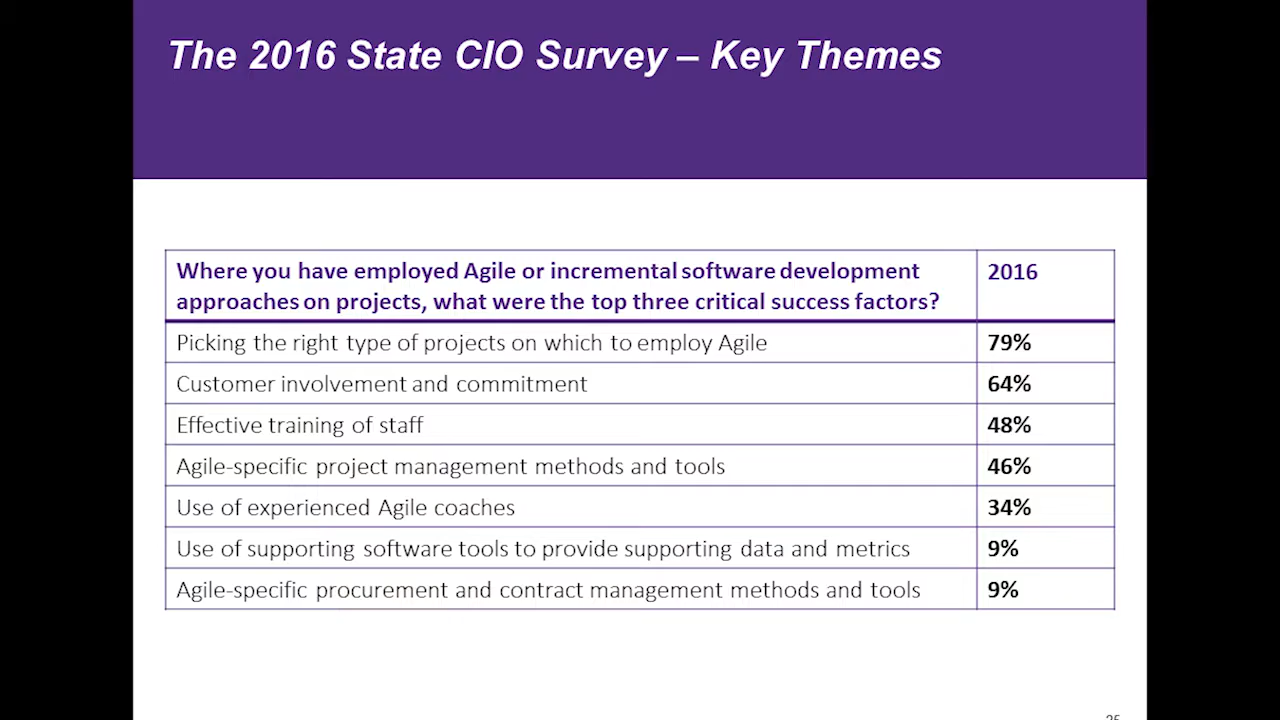 The 2016 State CIO Survey – Key Themes
Where you have employed Agile or incremental software development 2016
approaches on projects, what were the top three critical success factors?
Picking the right type of projects on which to employ Agile 79%
Customer involvement and commitment 64%
Effective training of staff 48%
Agile-specific project management methods and tools 46%
Use of experienced Agile coaches 34%
Use of supporting software tools to provide supporting data and metrics 9%
Agile-specific procurement and contract management methods and tools 9%